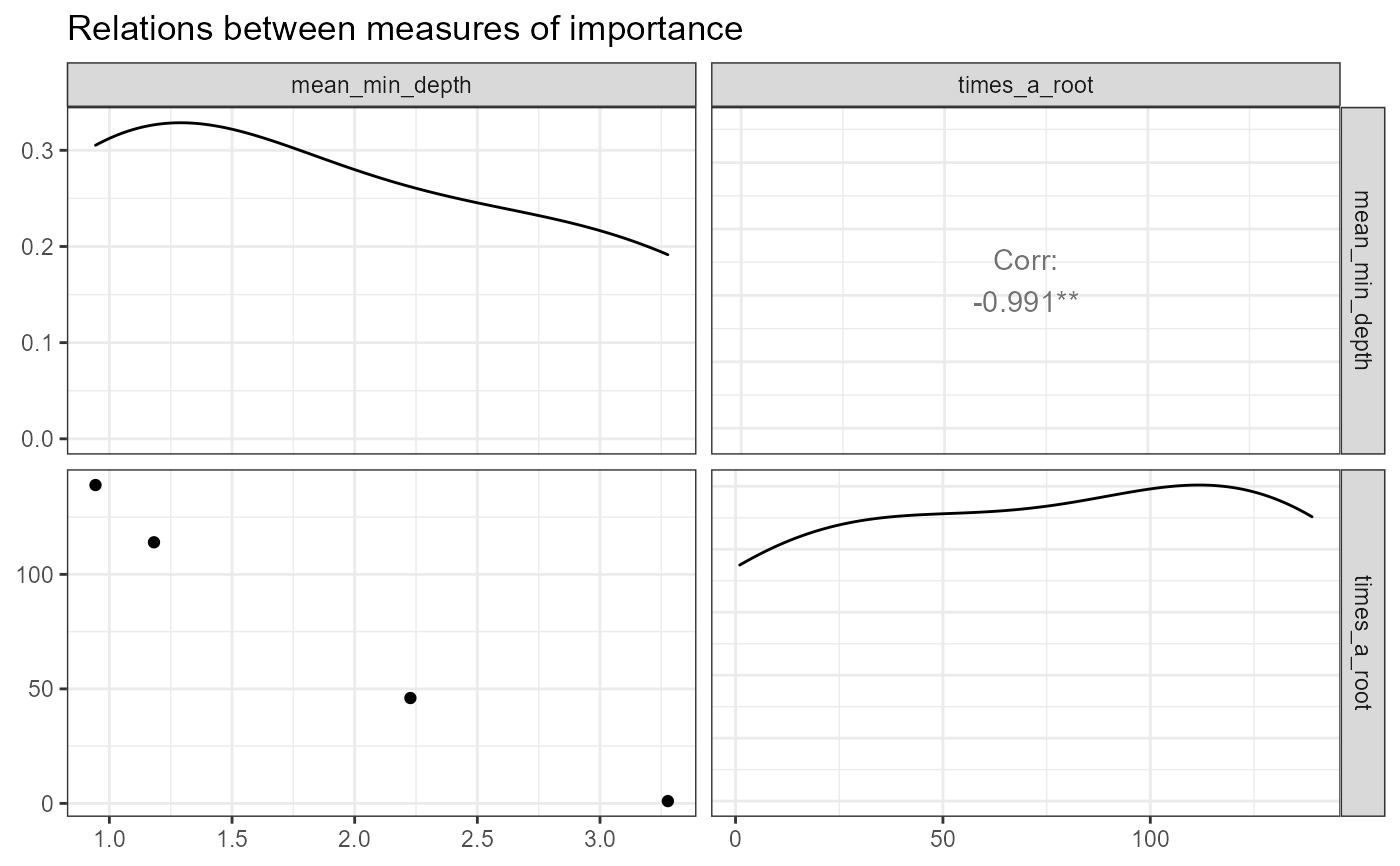 Relations between measures of importance
mean_min_depth
times_a_root
0.3
0.2
0.1
0.0
Corr:
-0.991**
mean_min_depth
100
50
0
times_a_root
1.0 1.5 2.0 2.5 3.0
0 50 100